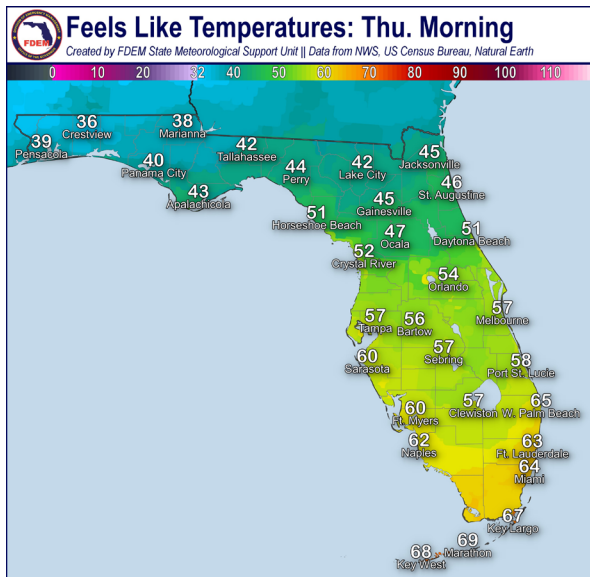 Feels Like Temperatures: Thu. Morning
Created by FDEM State Meteorological Support Unit || Data from NWS, US Census Bureau, Natural Earth
FDEM
0 10 20 32 40 50 60 70 80 90 100 110
36
Crestview
38
Marianna
39
Pensacola
40
Panama City
42
Tallahassee
43
Apalachicola
44
Perry
42
Lake City
45
Jacksonville
46
St. Augustine
45
Gainesville
51
Horseshoe Beach
47
Ocala
51
Daytona Beach
52
Crystal River
54
Orlando
57
Melbourne
57
Tampa
56
Bartow
57
Sebring
60
Sarasota
58
Port St. Lucie
57
Clewiston
65
W. Palm Beach
60
Ft. Myers
62
Naples
63
Ft. Lauderdale
64
Miami
67
Key Largo
69
Marathon
68
Key West